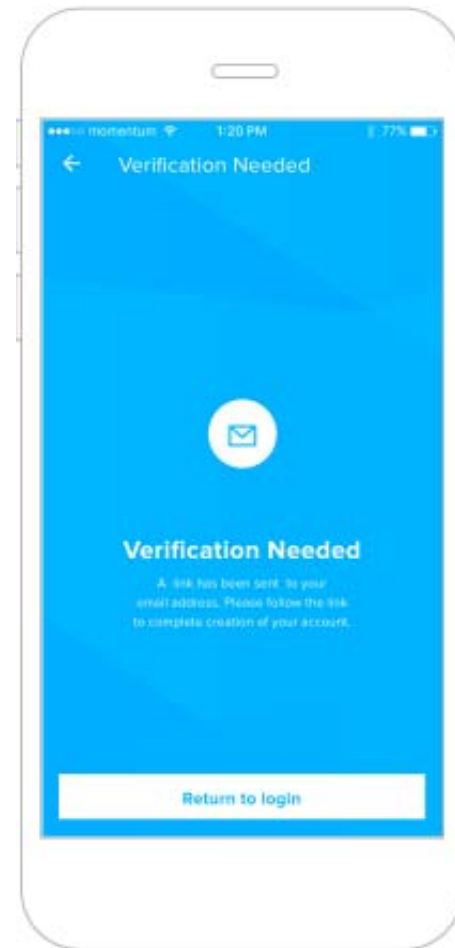 momentum 1:20 PM 77%
Verification Needed
Verification Needed
A link has been sent to your
email address. Please follow the link
to complete creation of your account.
Return to login